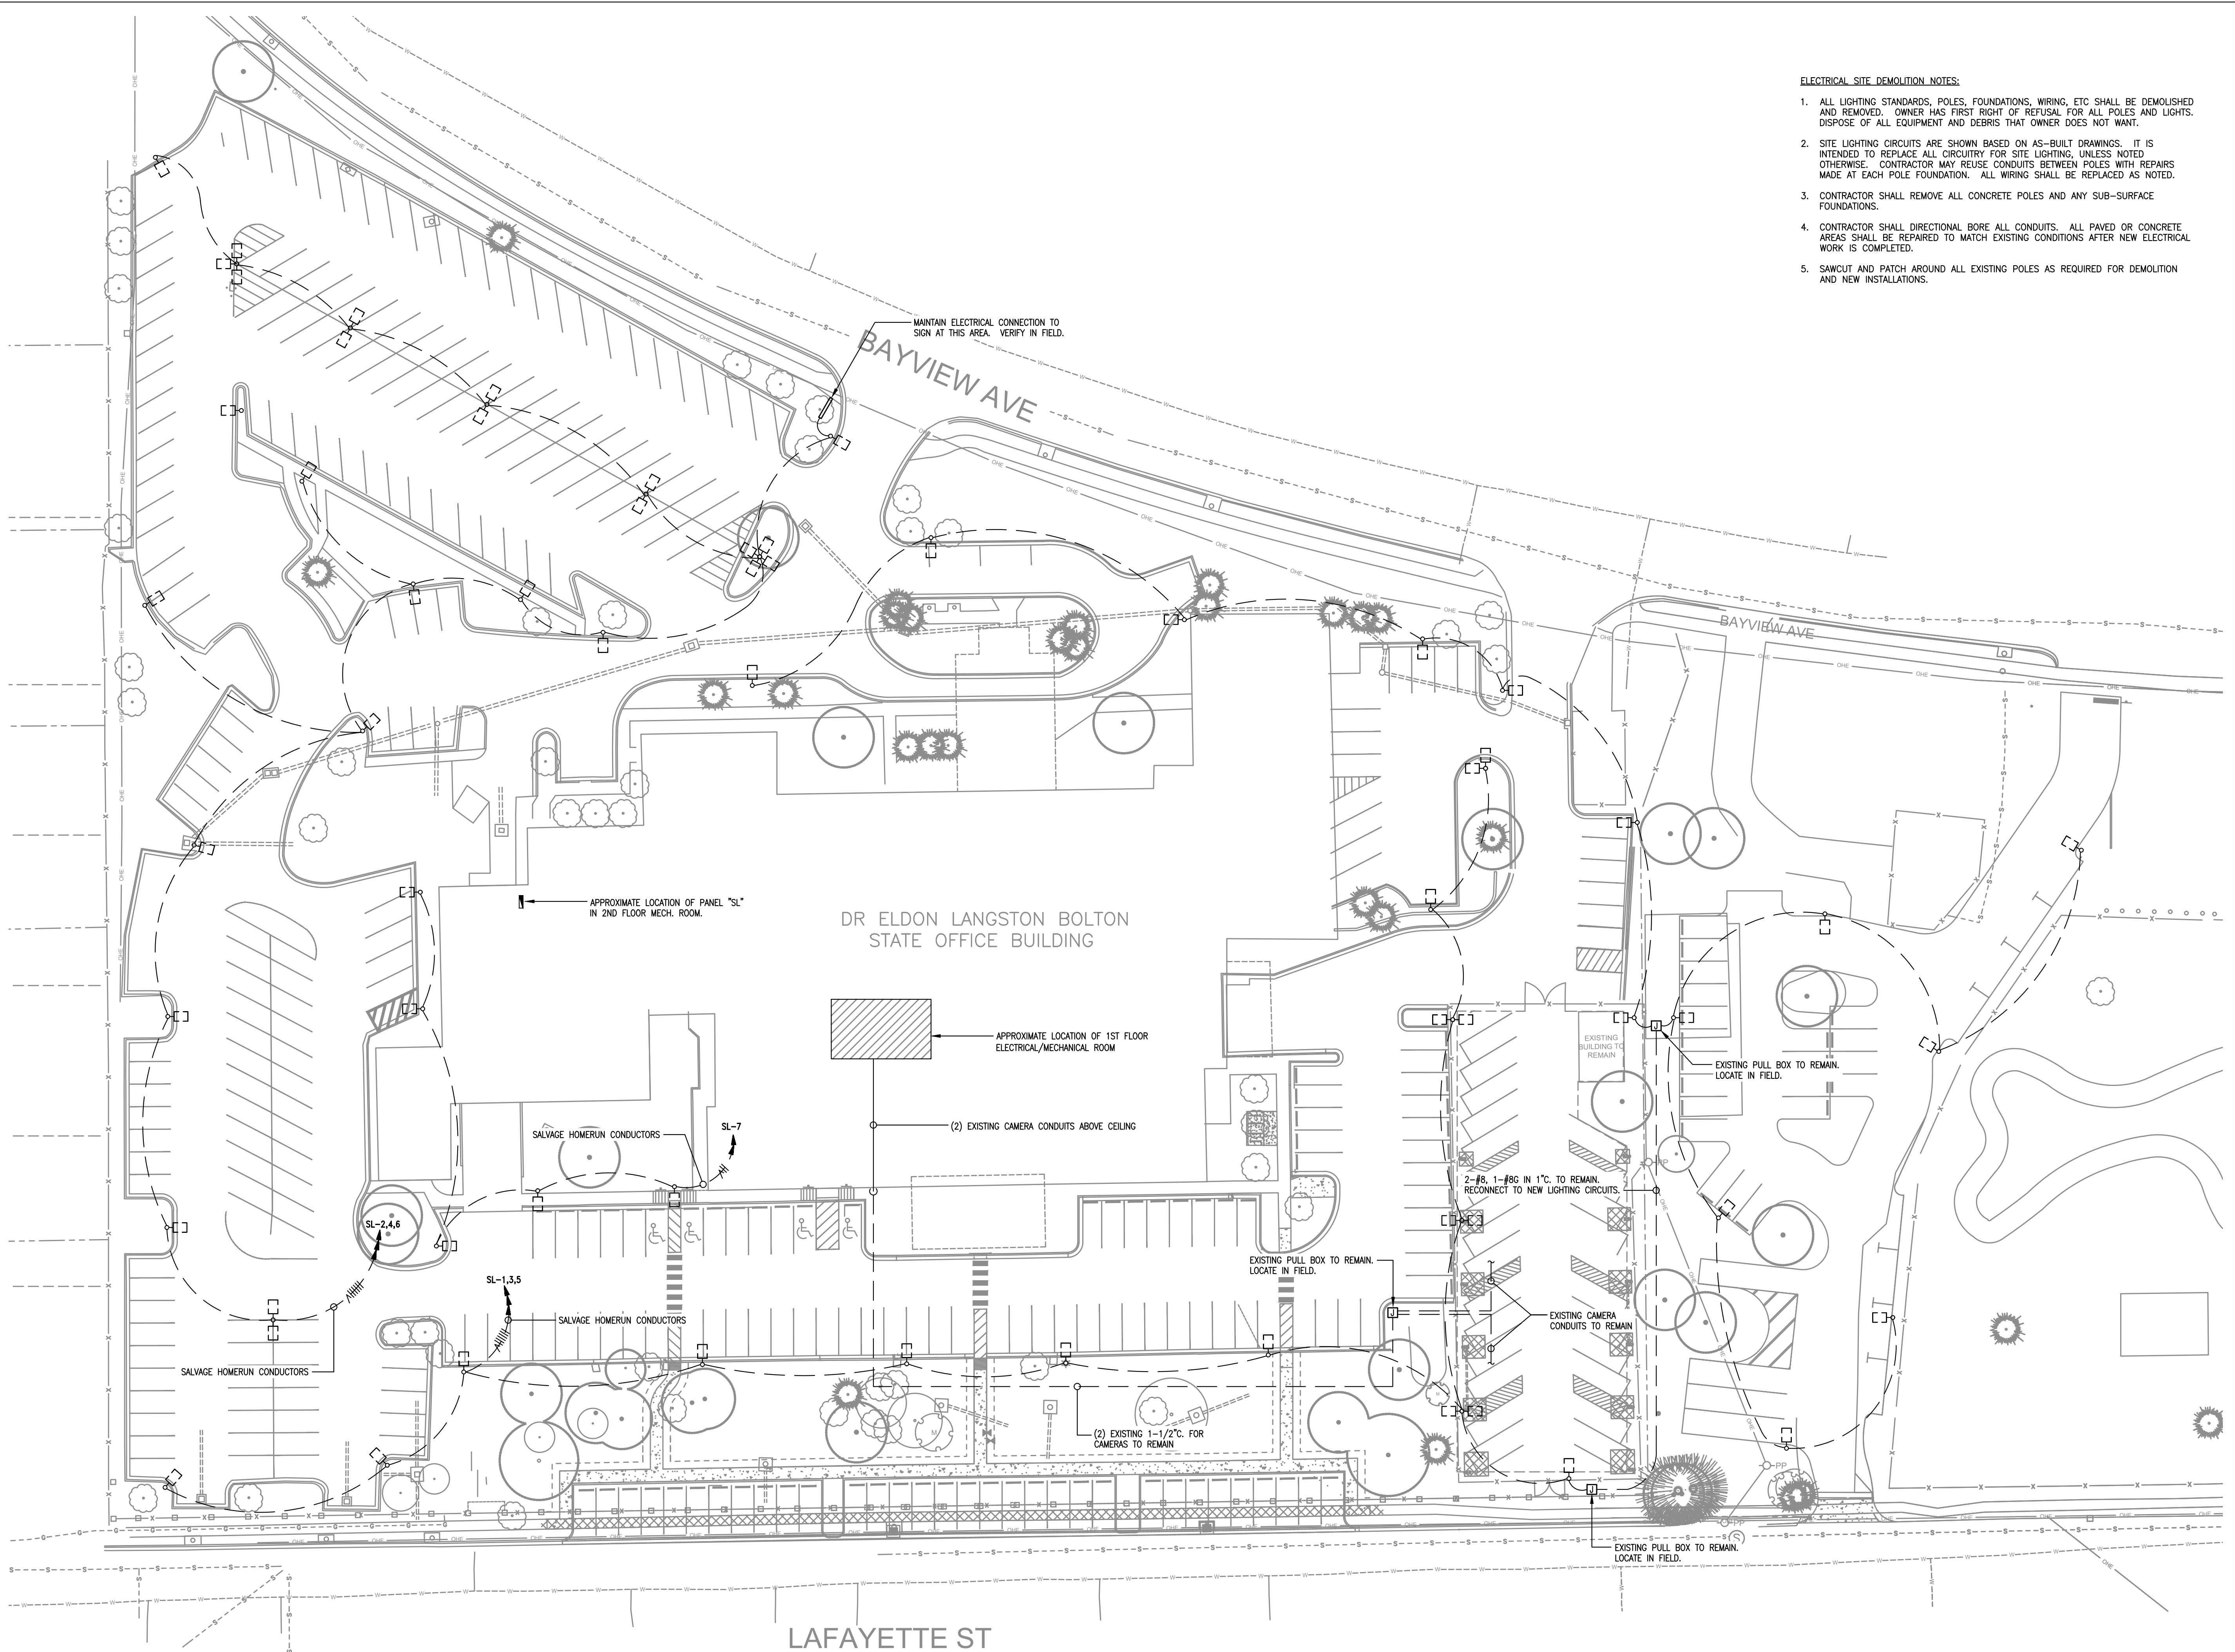 ELECTRICAL SITE DEMOLITION NOTES:
1. ALL LIGHTING STANDARDS, POLES, FOUNDATIONS, WIRING, ETC SHALL BE DEMOLISHED
AND REMOVED. OWNER HAS FIRST RIGHT OF REFUSAL FOR ALL POLES AND LIGHTS.
DISPOSE OF ALL EQUIPMENT AND DEBRIS THAT OWNER DOES NOT WANT.
2. SITE LIGHTING CIRCUITS ARE SHOWN BASED ON AS-BUILT DRAWINGS. IT IS
INTENDED TO REPLACE ALL CIRCUITRY FOR SITE LIGHTING, UNLESS NOTED
OTHERWISE. CONTRACTOR MAY REUSE CONDUITS BETWEEN POLES WITH REPAIRS
MADE AT EACH POLE FOUNDATION. ALL WIRING SHALL BE REPLACED AS NOTED.
3. CONTRACTOR SHALL REMOVE ALL CONCRETE POLES AND ANY SUB-SURFACE
FOUNDATIONS.
4. CONTRACTOR SHALL DIRECTIONAL BORE ALL CONDUITS. ALL PAVED OR CONCRETE
AREAS SHALL BE REPAIRED TO MATCH EXISTING CONDITIONS AFTER NEW ELECTRICAL
WORK IS COMPLETED.
5. SAWCUT AND PATCH AROUND ALL EXISTING POLES AS REQUIRED FOR DEMOLITION
AND NEW INSTALLATIONS.
MAINTAIN ELECTRICAL CONNECTION TO
SIGN AT THIS AREA. VERIFY IN FIELD.
BAYVIEW AVE
BAYVIEW AVE
APPROXIMATE LOCATION OF PANEL "SL"
IN 2ND FLOOR MECH. ROOM.
DR ELDON LANGSTON BOLTON
STATE OFFICE BUILDING
APPROXIMATE LOCATION OF 1ST FLOOR
ELECTRICAL/MECHANICAL ROOM
EXISTING
BUILDING TO
REMAIN
J
EXISTING PULL BOX TO REMAIN.
LOCATE IN FIELD.
SL-7
SALVAGE HOMERUN CONDUCTORS
(2) EXISTING CAMERA CONDUITS ABOVE CEILING
PP
2-#8, 1-#8G IN 1"C. TO REMAIN.
RECONNECT TO NEW LIGHTING CIRCUITS.
SL-2,4,6
EXISTING PULL BOX TO REMAIN.
LOCATE IN FIELD.
J
SL-1,3,5
SALVAGE HOMERUN CONDUCTORS
EXISTING CAMERA
CONDUITS TO REMAIN
SALVAGE HOMERUN CONDUCTORS
(2) EXISTING 1-1/2"C. FOR
CAMERAS TO REMAIN
M
PP
J
PP
S
EXISTING PULL BOX TO REMAIN.
LOCATE IN FIELD.
LAFAYETTE ST